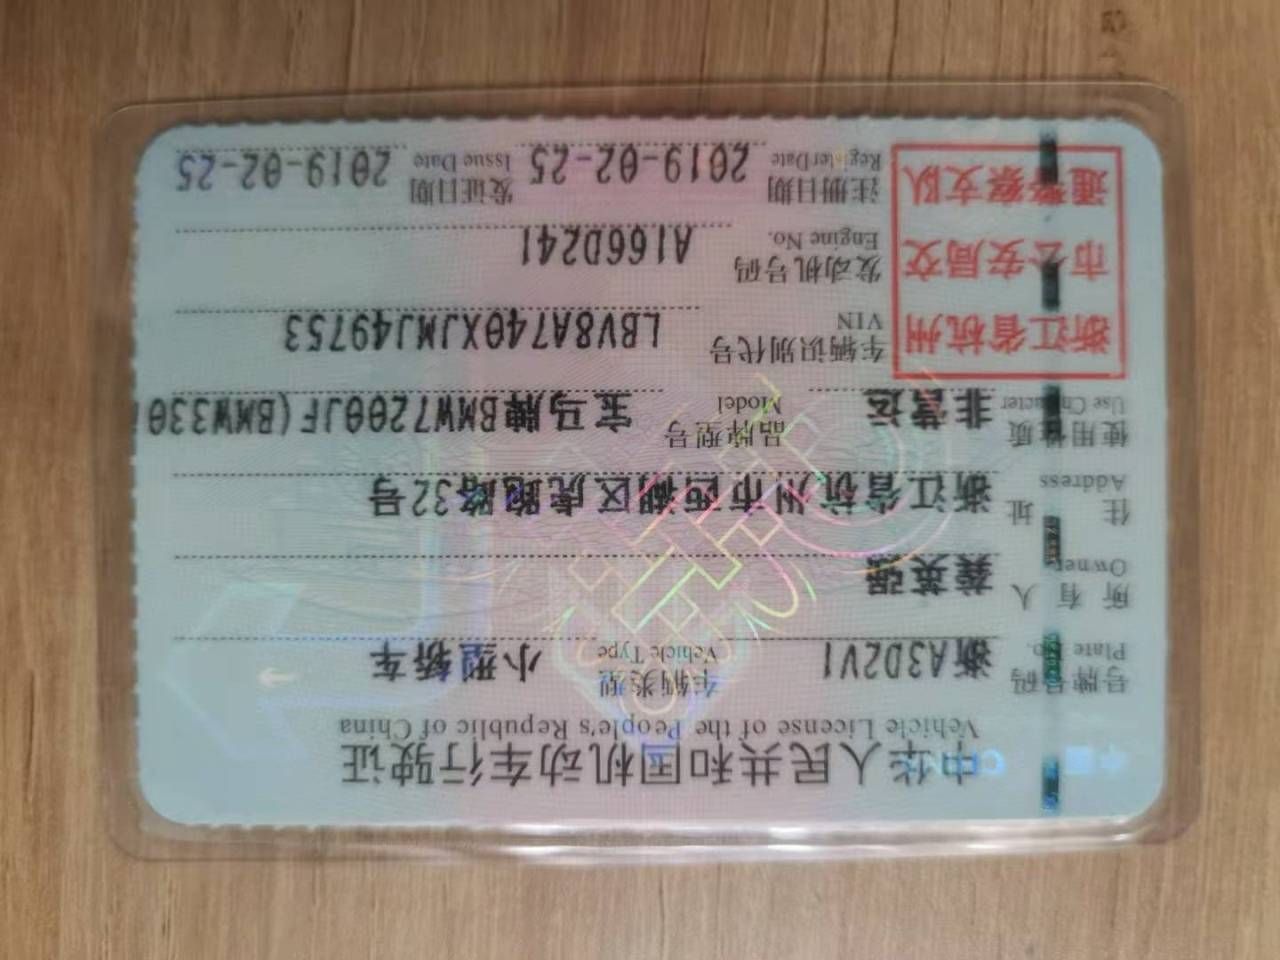 中华人民共和国机动车行驶证
Vehicle License of the People's Republic of China
号牌号码 浙A3D2V1 车辆类型 小型轿车
Plate No. Vehicle Type
所有人 龚英强
Owner
住址 浙江省杭州市西湖区虎跑路32号
Address
使用性质 非营运 品牌型号 宝马牌BMW7200JF(BMW330
Use Character Model
浙江省杭州
市公安局交
通警察支队
车辆识别代号 LBV8A740XJMJ49753
VIN
发动机号码 A166D241
Engine No.
注册日期 2019-02-25 发证日期 2019-02-25
Register Date Issue Date